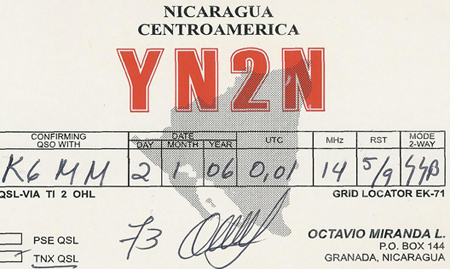 NICARAGUA
CENTROAMERICA
YN2N
CONFIRMING QSO WITH DATE DAY MONTH YEAR UTC MHz RST MODE 2-WAY
K6MM 2 1 06 0,01 14 5/9 SSB
QSL-VIA TI 2 OHL GRID LOCATOR EK-71
PSE QSL 73 OCTAVIO MIRANDA L.
P.O. BOX 144
TNX QSL GRANADA, NICARAGUA